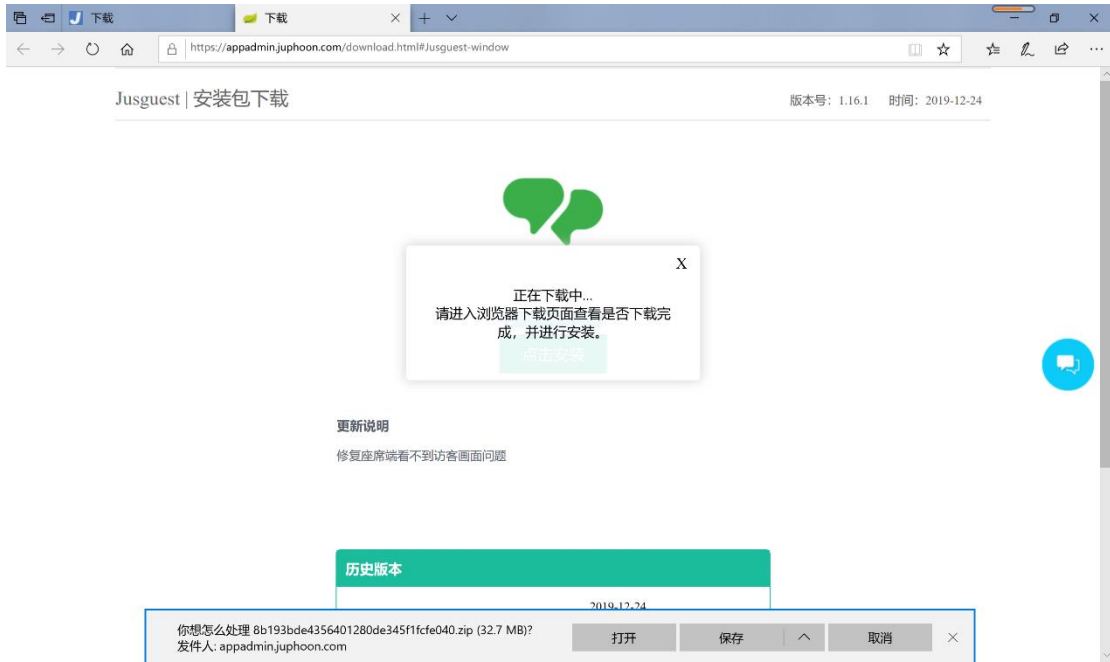 下载
下载
https://appadmin.juphoon.com/download.html#Jusguest-window
Jusguest | 安装包下载
版本号：1.16.1 时间：2019-12-24
X
正在下载中...
请进入浏览器下载页面查看是否下载完
成，并进行安装。
点击安装
更新说明
修复座席端看不到访客画面问题
历史版本
2019-12-24
你想怎么处理 8b193bde4356401280de345f1fcfe040.zip (32.7 MB)?
发件人: appadmin.juphoon.com
打开
保存
取消